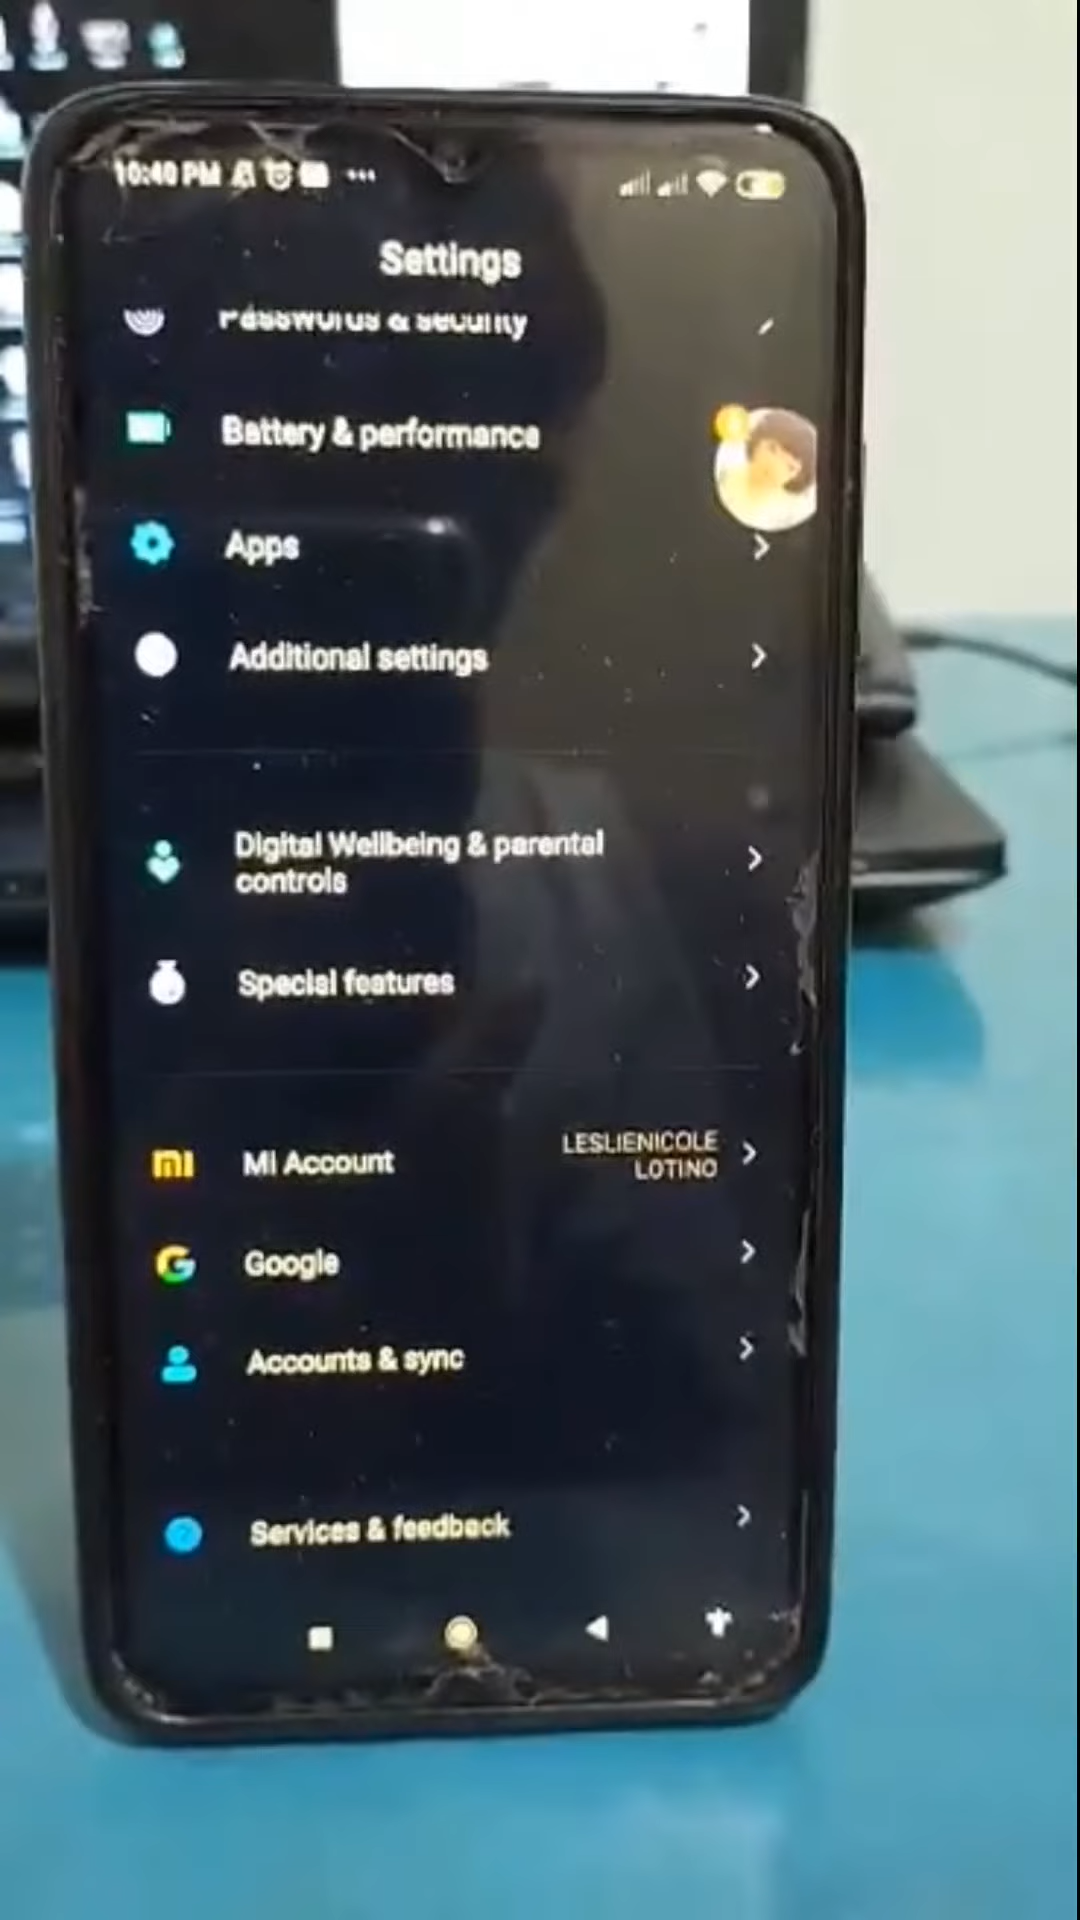 10:40 PM
Settings
Passwords & security
Battery & performance
Apps
Additional settings
Digital Wellbeing & parental
controls
Special features
mi Mi Account LESLIENICOLE
LOTINO
G Google
Accounts & sync
Services & feedback